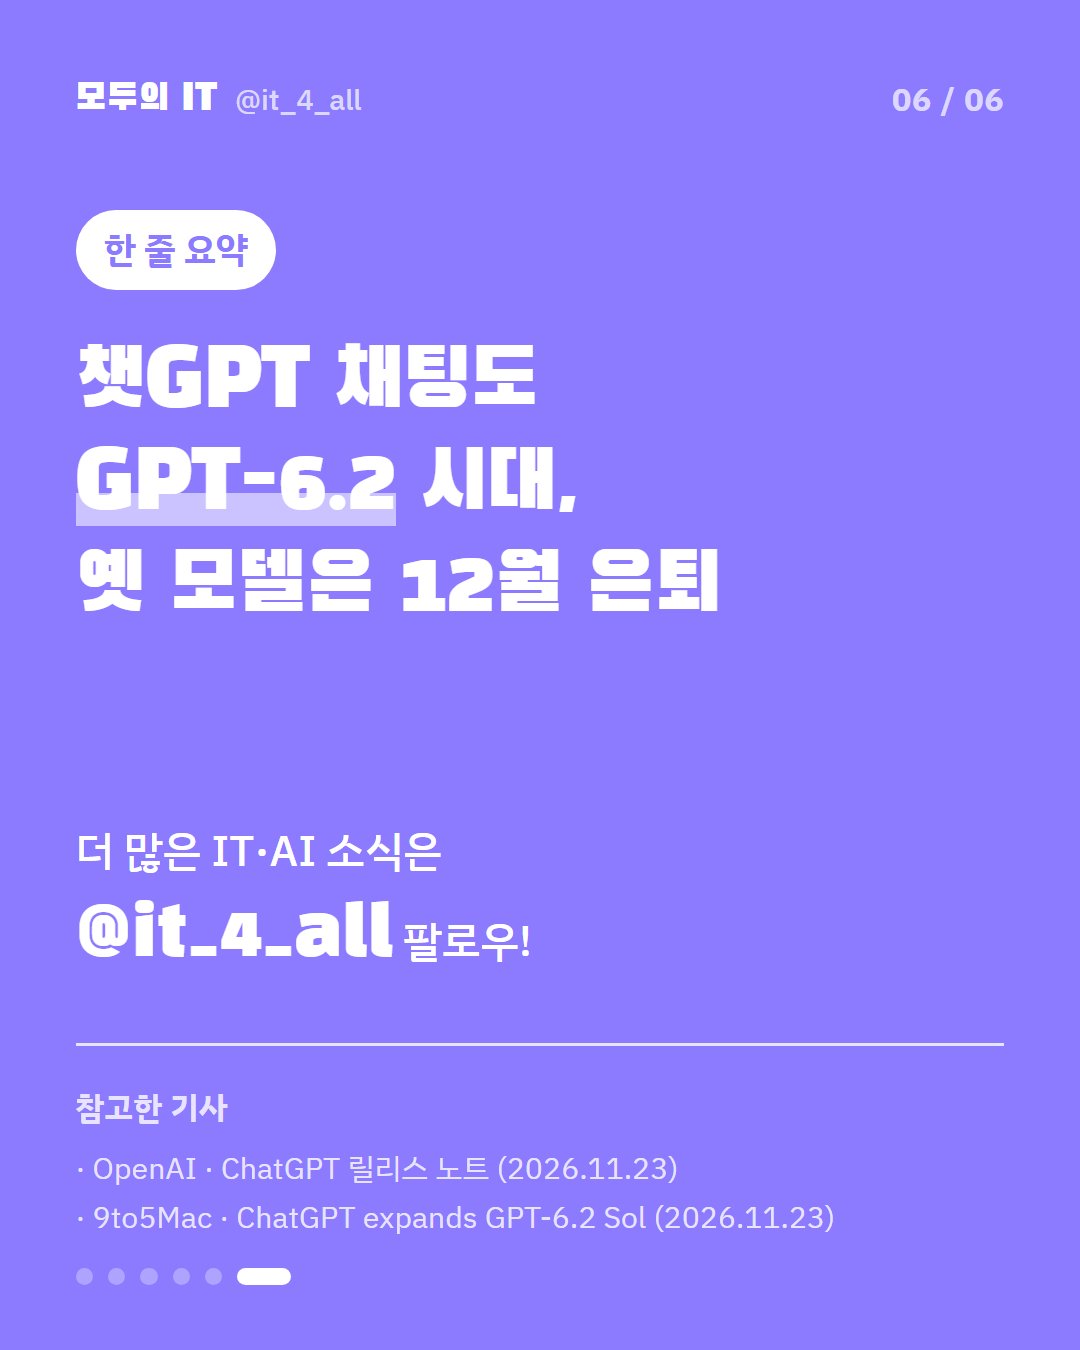 모두의 IT @it_4_all
06 / 06
한 줄 요약
챗GPT 채팅도
GPT-6.2 시대,
옛 모델은 12월 은퇴
더 많은 IT·AI 소식은
@it_4_all 팔로우!
참고한 기사
· OpenAI · ChatGPT 릴리스 노트 (2026.11.23)
· 9to5Mac · ChatGPT expands GPT-6.2 Sol (2026.11.23)